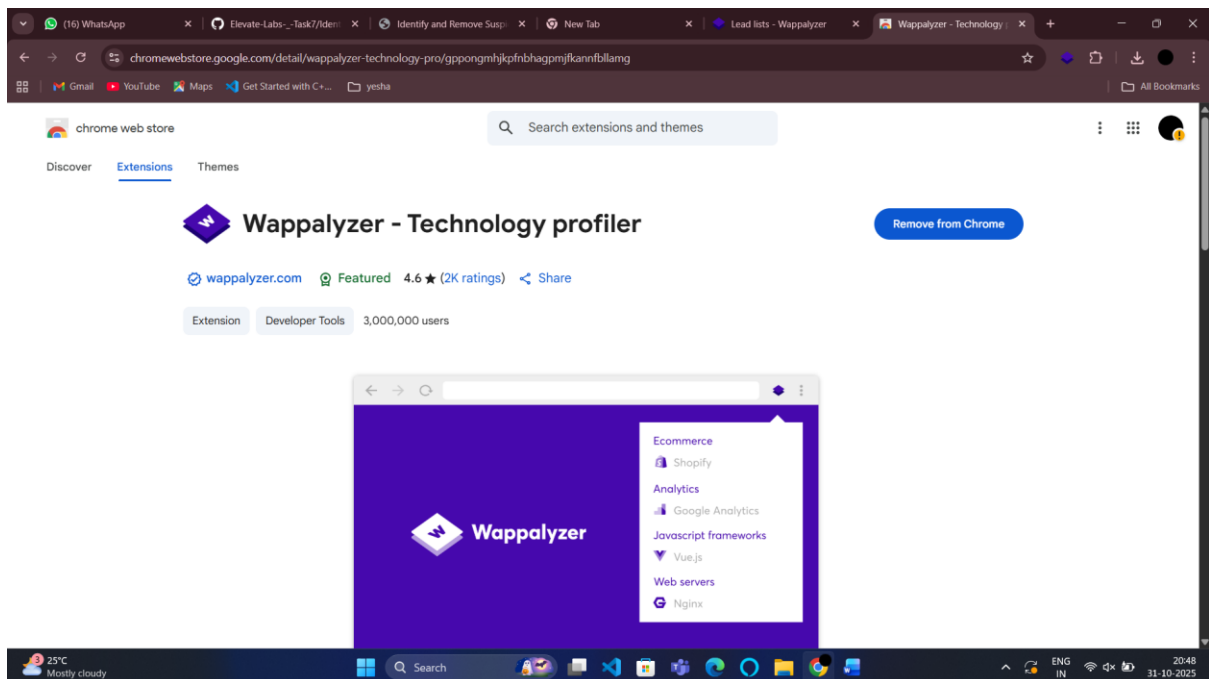 (16) WhatsApp
Elevate-Labs-_-Task7/Ident
Identify and Remove Susp
New Tab
Lead lists - Wappalyzer
Wappalyzer - Technology p
chromewebstore.google.com/detail/wappalyzer-technology-pro/gppongmhjkpfnbhagpmjfkannfbllamg
Gmail
YouTube
Maps
Get Started with C+...
yesha
All Bookmarks
chrome web store
Search extensions and themes
Discover
Extensions
Themes
Wappalyzer - Technology profiler
Remove from Chrome
wappalyzer.com
Featured
4.6 ★ (2K ratings)
Share
Extension
Developer Tools
3,000,000 users
Ecommerce
Shopify
Analytics
Google Analytics
Wappalyzer
Javascript frameworks
Vue.js
Web servers
Nginx
3
25°C
Mostly cloudy
Search
ENG
IN
20:48
31-10-2025